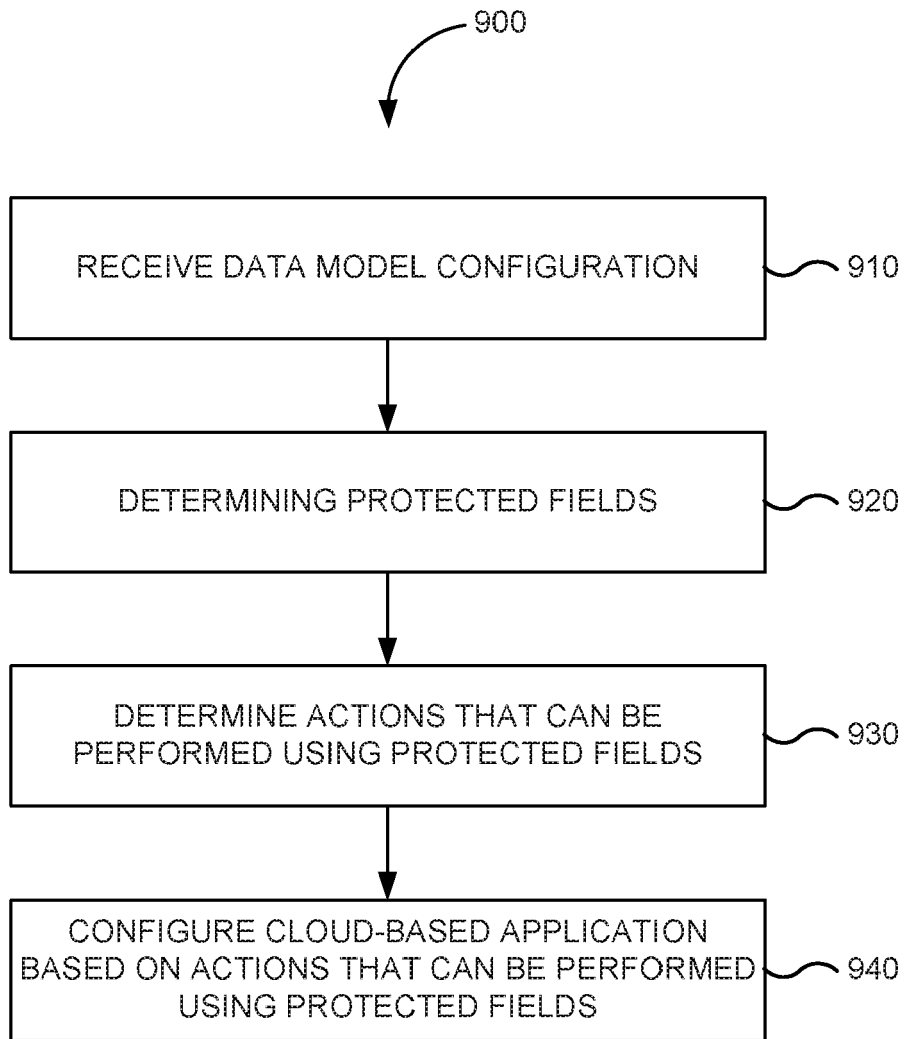 900
RECEIVE DATA MODEL CONFIGURATION
910
DETERMINING PROTECTED FIELDS
920
DETERMINE ACTIONS THAT CAN BE
PERFORMED USING PROTECTED FIELDS
930
CONFIGURE CLOUD-BASED APPLICATION
BASED ON ACTIONS THAT CAN BE PERFORMED
USING PROTECTED FIELDS
940